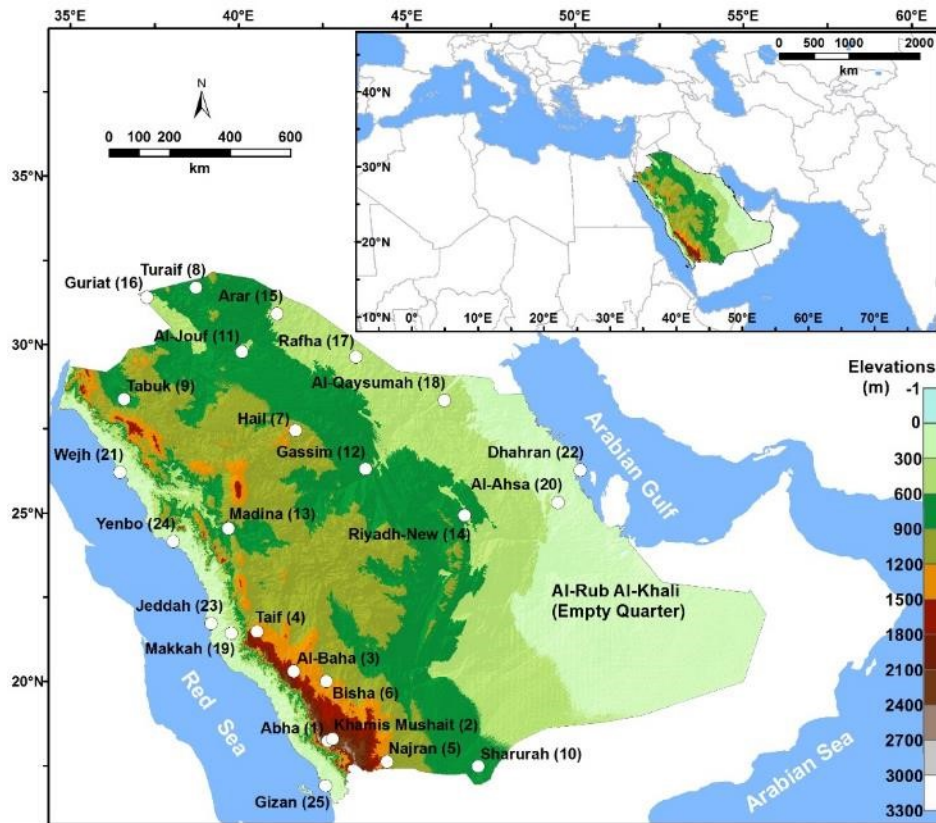 35°E 40°E 45°E 50°E 55°E 60°E
0 500 1000 2000
km
40°N
30°N
20°N
10°W 0° 10°E 20°E 30°E 40°E 50°E 60°E 70°E
N
0 100 200 400 600
km
35°N
30°N
25°N
20°N
Turaif (8)
Guriat (16)
Arar (15)
Al-Jouf (11)
Rafha (17)
Al-Qaysumah (18)
Tabuk (9)
Hail (7)
Gassim (12)
Wejh (21)
Dhahran (22)
Al-Ahsa (20)
Yenbo (24)
Madina (13)
Riyadh-New (14)
Jeddah (23)
Taif (4)
Makkah (19)
Al-Rub Al-Khali
(Empty Quarter)
Al-Baha (3)
Bisha (6)
Abha (1)
Khamis Mushait (2)
Najran (5)
Sharurah (10)
Gizan (25)
Red Sea
Arabian Gulf
Arabian Sea
Elevations
(m)
-1
0
300
600
900
1200
1500
1800
2100
2400
2700
3000
3300